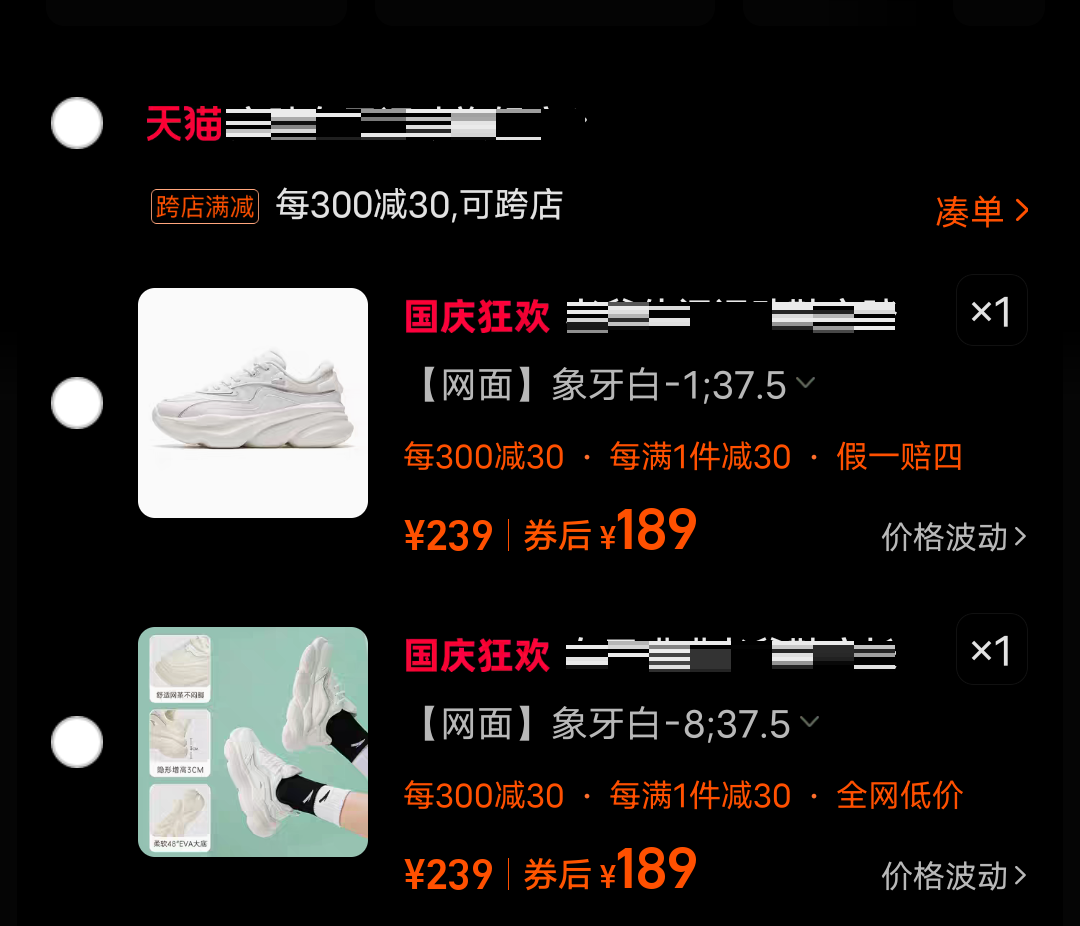 天猫
跨店满减 每300减30,可跨店
凑单
国庆狂欢
×1
【网面】象牙白-1;37.5
每300减30 · 每满1件减30 · 假一赔四
¥239 券后¥189
价格波动
国庆狂欢
×1
【网面】象牙白-8;37.5
每300减30 · 每满1件减30 · 全网低价
¥239 券后¥189
价格波动
舒适网茶不闷脚
隐形增高3CM
柔软48°EVA大底